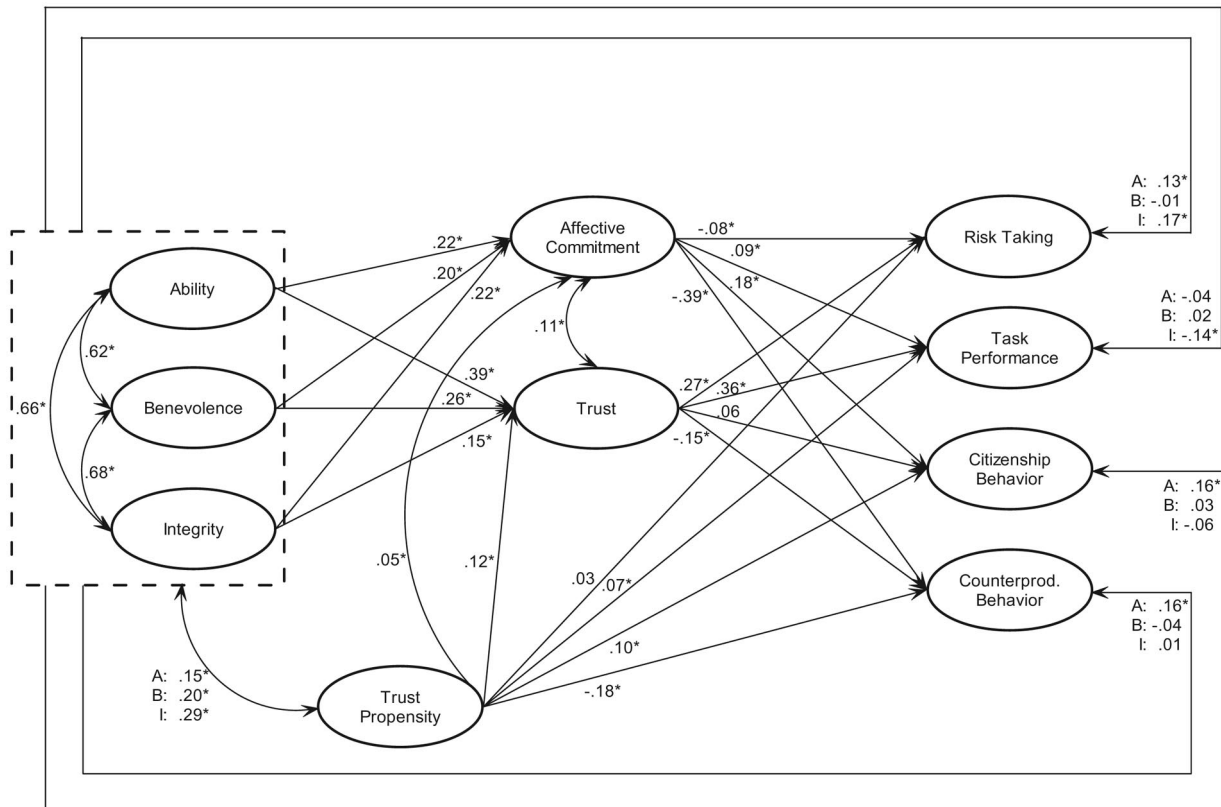 Ability
Benevolence
Integrity
.62*
.66*
.68*
Affective
Commitment
.22*
.20*
.22*
.11*
Trust
.39*
.26*
.15*
.05*
.12*
A: .15*
B: .20*
I: .29*
Trust
Propensity
-.08*
.09*
.18*
-.39*
.27*
.36*
.06
-.15*
.03
.07*
.10*
-.18*
Risk Taking
A: .13*
B: -.01
I: .17*
Task
Performance
A: -.04
B: .02
I: -.14*
Citizenship
Behavior
A: .16*
B: .03
I: -.06
Counterprod.
Behavior
A: .16*
B: -.04
I: .01